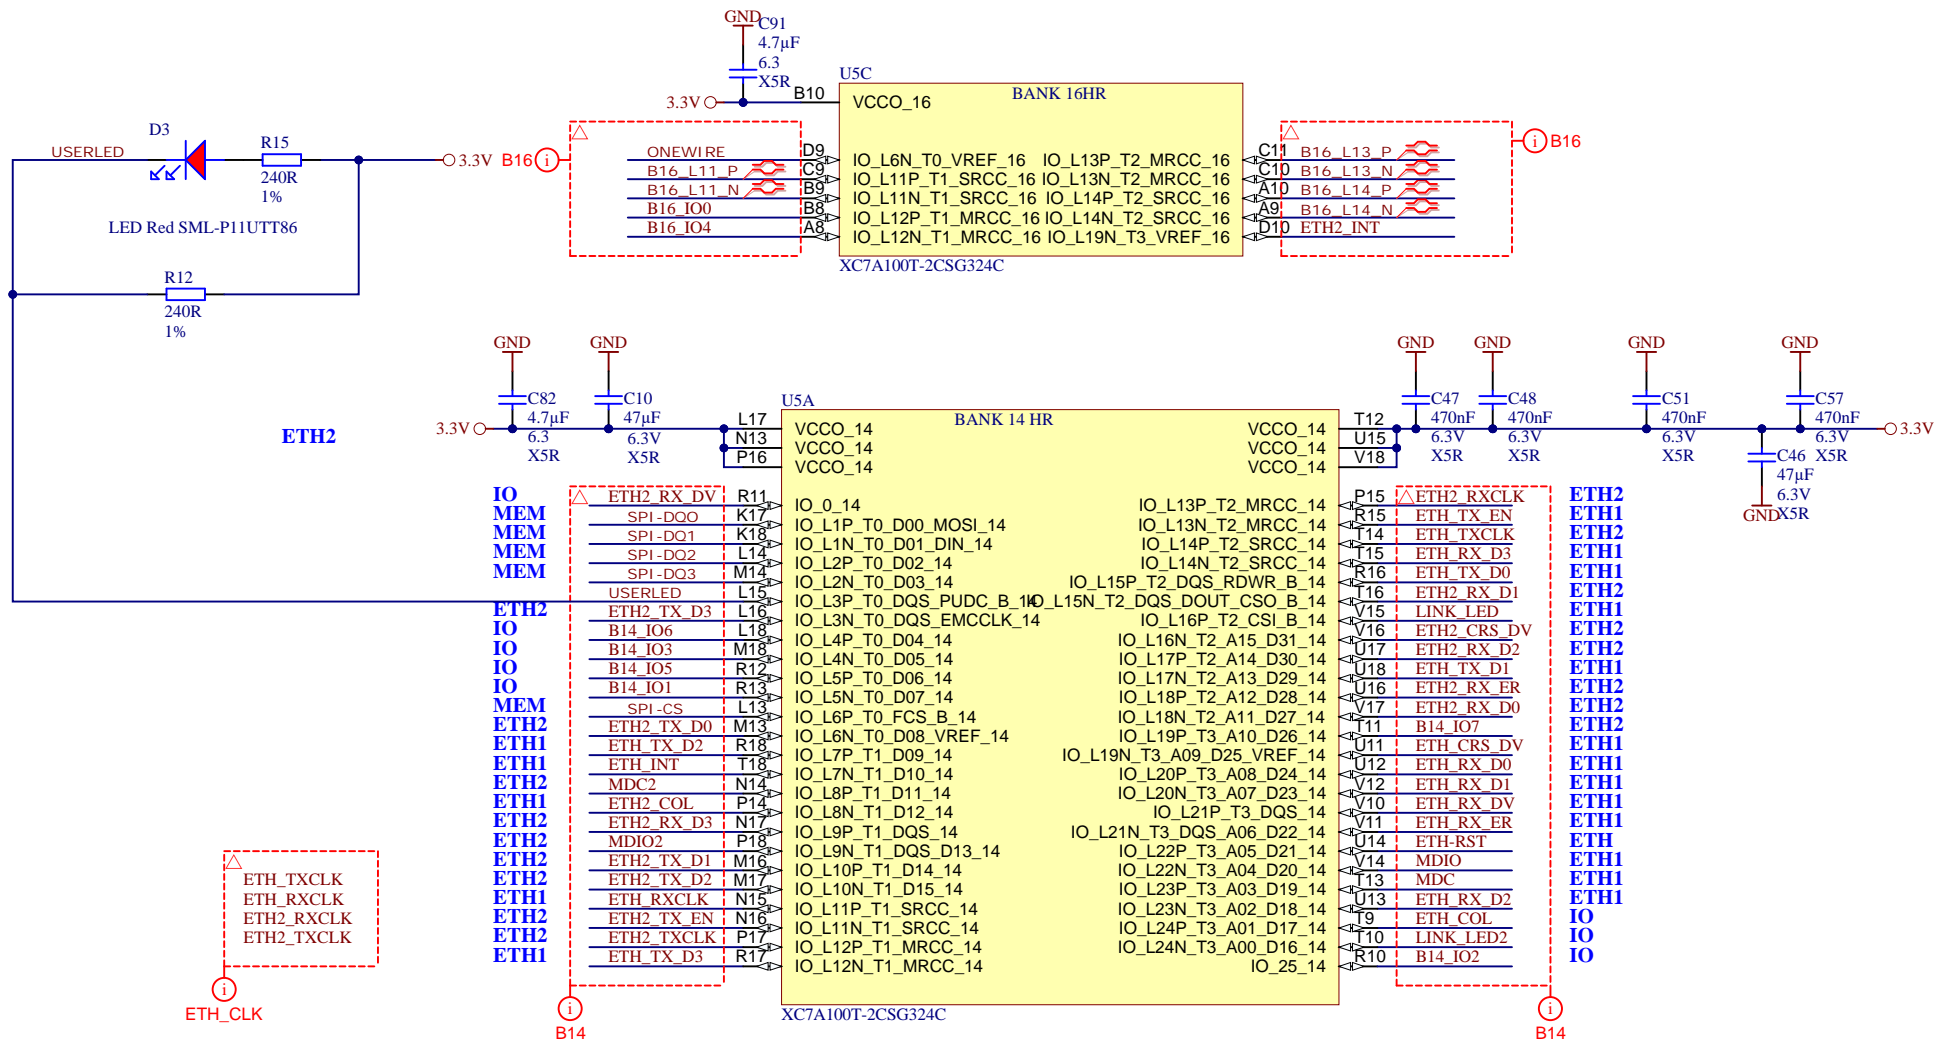 GND
C91
4.7µF
6.3
X5R
U5C
BANK 16HR
3.3V
B10
VCCO_16
D3
USERLED
R15
240R
1%
3.3V
LED Red SML-P11UTT86
R12
240R
1%
B16
ONEWIRE D9 IO_L6N_T0_VREF_16
B16_L11_P C9 IO_L11P_T1_SRCC_16
B16_L11_N B9 IO_L11N_T1_SRCC_16
B16_IO0 B8 IO_L12P_T1_MRCC_16
B16_IO4 A8 IO_L12N_T1_MRCC_16
IO_L13P_T2_MRCC_16 C11 B16_L13_P
IO_L13N_T2_MRCC_16 C10 B16_L13_N
IO_L14P_T2_SRCC_16 A10 B16_L14_P
IO_L14N_T2_SRCC_16 A9 B16_L14_N
IO_L19N_T3_VREF_16 D10 ETH2_INT
B16
XC7A100T-2CSG324C
GND
C82
4.7µF
6.3
X5R
GND
C10
47µF
6.3V
X5R
3.3V
ETH2
U5A
BANK 14 HR
L17 VCCO_14
N13 VCCO_14
P16 VCCO_14
VCCO_14 T12
VCCO_14 U15
VCCO_14 V18
GND
C47
470nF
6.3V
X5R
GND
C48
470nF
6.3V
X5R
GND
C51
470nF
6.3V
X5R
GND
C57
470nF
6.3V
X5R
3.3V
C46
47µF
6.3V
X5R
GND
IO ETH2_RX_DV R11 IO_0_14
MEM SPI-DQ0 K17 IO_L1P_T0_D00_MOSI_14
MEM SPI-DQ1 K18 IO_L1N_T0_D01_DIN_14
MEM SPI-DQ2 L14 IO_L2P_T0_D02_14
MEM SPI-DQ3 M14 IO_L2N_T0_D03_14
USERLED L15 IO_L3P_T0_DQS_PUDC_B_14
ETH2 ETH2_TX_D3 L16 IO_L3N_T0_DQS_EMCCLK_14
IO B14_IO6 L18 IO_L4P_T0_D04_14
IO B14_IO3 M18 IO_L4N_T0_D05_14
IO B14_IO5 R12 IO_L5P_T0_D06_14
IO B14_IO1 R13 IO_L5N_T0_D07_14
MEM SPI-CS L13 IO_L6P_T0_FCS_B_14
ETH2 ETH2_TX_D0 M13 IO_L6N_T0_D08_VREF_14
ETH1 ETH_TX_D2 R18 IO_L7P_T1_D09_14
ETH1 ETH_INT T18 IO_L7N_T1_D10_14
ETH2 MDC2 N14 IO_L8P_T1_D11_14
ETH1 ETH2_COL P14 IO_L8N_T1_D12_14
ETH2 ETH2_RX_D3 N17 IO_L9P_T1_DQS_14
ETH2 MDIO2 P18 IO_L9N_T1_DQS_D13_14
ETH2 ETH2_TX_D1 M16 IO_L10P_T1_D14_14
ETH2 ETH2_TX_D2 M17 IO_L10N_T1_D15_14
ETH1 ETH_RXCLK N15 IO_L11P_T1_SRCC_14
ETH2 ETH2_TX_EN N16 IO_L11N_T1_SRCC_14
ETH2 ETH2_TXCLK P17 IO_L12P_T1_MRCC_14
ETH1 ETH_TX_D3 R17 IO_L12N_T1_MRCC_14
IO_L13P_T2_MRCC_14 P15 ETH2_RXCLK ETH2
IO_L13N_T2_MRCC_14 R15 ETH_TX_EN ETH1
IO_L14P_T2_SRCC_14 T14 ETH_TXCLK ETH2
IO_L14N_T2_SRCC_14 T15 ETH_RX_D3 ETH1
IO_L15P_T2_DQS_RDWR_B_14 R16 ETH_TX_D0 ETH1
IO_L15N_T2_DQS_DOUT_CSO_B_14 T16 ETH2_RX_D1 ETH2
IO_L16P_T2_CSI_B_14 V15 LINK_LED ETH1
IO_L16N_T2_A15_D31_14 V16 ETH2_CRS_DV ETH2
IO_L17P_T2_A14_D30_14 U17 ETH2_RX_D2 ETH2
IO_L17N_T2_A13_D29_14 U18 ETH_TX_D1 ETH1
IO_L18P_T2_A12_D28_14 U16 ETH2_RX_ER ETH2
IO_L18N_T2_A11_D27_14 V17 ETH2_RX_D0 ETH2
IO_L19P_T3_A10_D26_14 T11 B14_IO7 ETH2
IO_L19N_T3_A09_D25_VREF_14 U11 ETH_CRS_DV ETH1
IO_L20P_T3_A08_D24_14 U12 ETH_RX_D0 ETH1
IO_L20N_T3_A07_D23_14 V12 ETH_RX_D1 ETH1
IO_L21P_T3_DQS_14 V10 ETH_RX_DV ETH1
IO_L21N_T3_DQS_A06_D22_14 V11 ETH_RX_ER ETH1
IO_L22P_T3_A05_D21_14 U14 ETH-RST ETH
IO_L22N_T3_A04_D20_14 V14 MDIO ETH1
IO_L23P_T3_A03_D19_14 T13 MDC ETH1
IO_L23N_T3_A02_D18_14 U13 ETH_RX_D2 ETH1
IO_L24P_T3_A01_D17_14 T9 ETH_COL IO
IO_L24N_T3_A00_D16_14 T10 LINK_LED2 IO
IO_25_14 R10 B14_IO2 IO
ETH_TXCLK
ETH_RXCLK
ETH2_RXCLK
ETH2_TXCLK
ETH_CLK
B14
XC7A100T-2CSG324C
B14